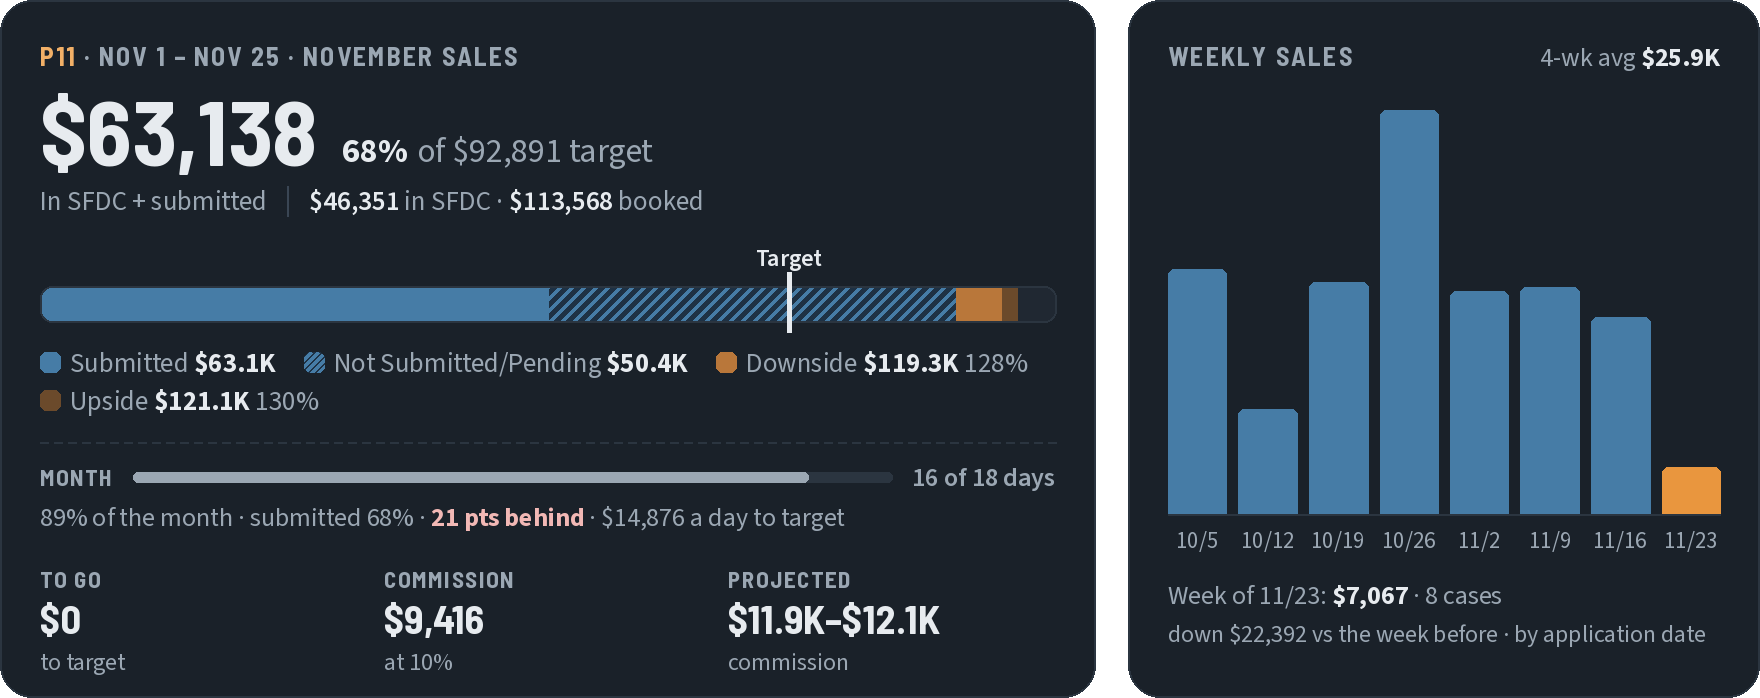 P11 · NOV 1 – NOV 25 · NOVEMBER SALES
$63,138 68% of $92,891 target
In SFDC + submitted $46,351 in SFDC · $113,568 booked
Target
Submitted $63.1K Not Submitted/Pending $50.4K Downside $119.3K 128%
Upside $121.1K 130%
MONTH 16 of 18 days
89% of the month · submitted 68% · 21 pts behind · $14,876 a day to target
TO GO COMMISSION PROJECTED
$0 $9,416 $11.9K–$12.1K
to target at 10% commission
WEEKLY SALES 4-wk avg $25.9K
10/5 10/12 10/19 10/26 11/2 11/9 11/16 11/23
Week of 11/23: $7,067 · 8 cases
down $22,392 vs the week before · by application date